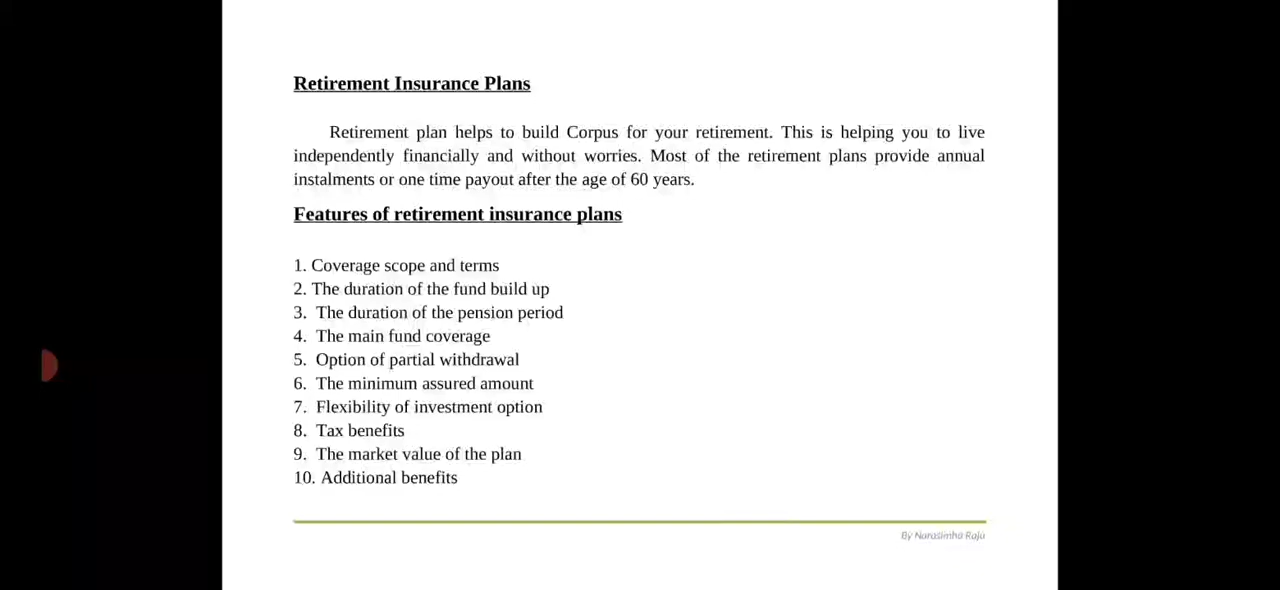 Retirement Insurance Plans
Retirement plan helps to build Corpus for your retirement. This is helping you to live
independently financially and without worries. Most of the retirement plans provide annual
instalments or one time payout after the age of 60 years.
Features of retirement insurance plans
1. Coverage scope and terms
2. The duration of the fund build up
3. The duration of the pension period
4. The main fund coverage
5. Option of partial withdrawal
6. The minimum assured amount
7. Flexibility of investment option
8. Tax benefits
9. The market value of the plan
10. Additional benefits
By Narasimha Raju